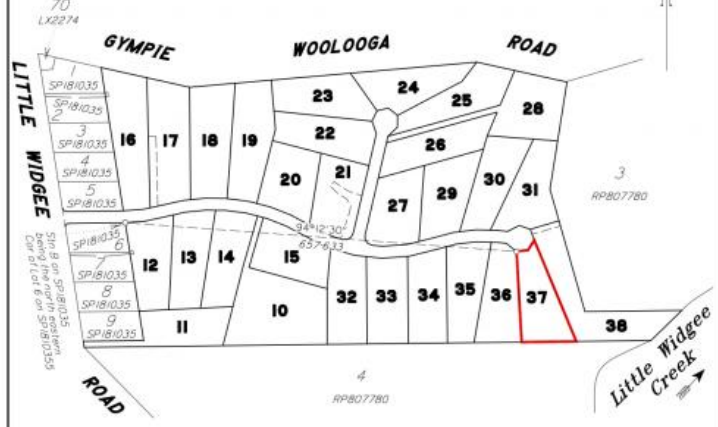 70
LX2274
GYMPIE WOOLOOGA ROAD
LITTLE WIDGEE ROAD
1
SP181035
SP181035
2
3
SP181035
4
SP181035
5
SP181035
16
17
18
19
23
24
25
28
22
26
20
21
27
29
30
31
3
RP807780
94°12'30"
657·633
SP181035
6
7
SP181035
8
SP181035
9
SP181035
Stn 8 on SP181035
being the north eastern
Cor of Lot 6 on SP1810355
12
13
14
15
11
10
32
33
34
35
36
37
38
4
RP807780
Little Widgee
Creek